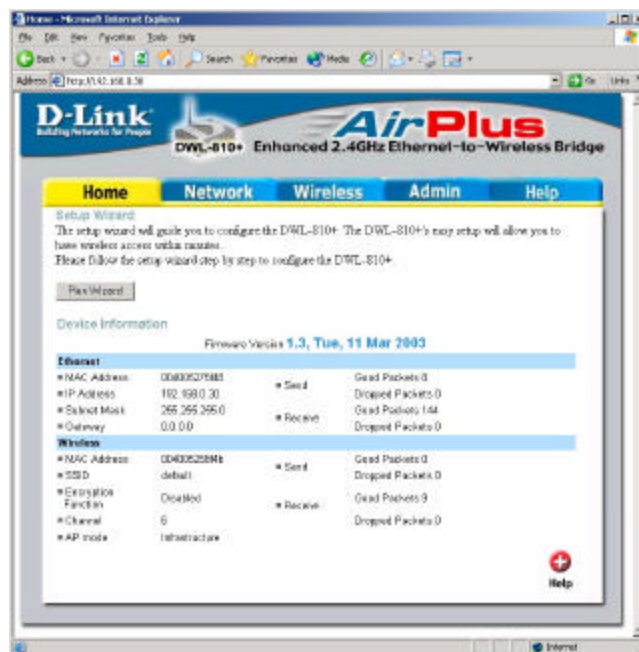 Home - Microsoft Internet Explorer
File Edit View Favorites Tools Help
Back Search Favorites Media
Address Go Links
D-Link
Building Networks for People
DWL-810+
AirPlus
Enhanced 2.4GHz Ethernet-to-Wireless Bridge
Home Network Wireless Admin Help
Setup Wizard
The setup wizard will guide you to configure the DWL-810+. The DWL-810+'s easy setup will allow you to
have wireless access within minutes.
Please follow the setup wizard step by step to configure the DWL-810+.
Run Wizard
Device Information
Firmware Version 1.3, Tue, 11 Mar 2003
Ethernet
MAC Address
IP Address 192.168.0.30
Subnet Mask 255.255.255.0
Gateway 0.0.0.0
Send Good Packets 0
Dropped Packets 0
Receive Good Packets 144
Dropped Packets 0
Wireless
MAC Address
SSID default
Encryption
Function Disabled
Channel 6
AP mode Infrastructure
Send Good Packets 0
Dropped Packets 0
Receive Good Packets 9
Dropped Packets 0
Help
Internet